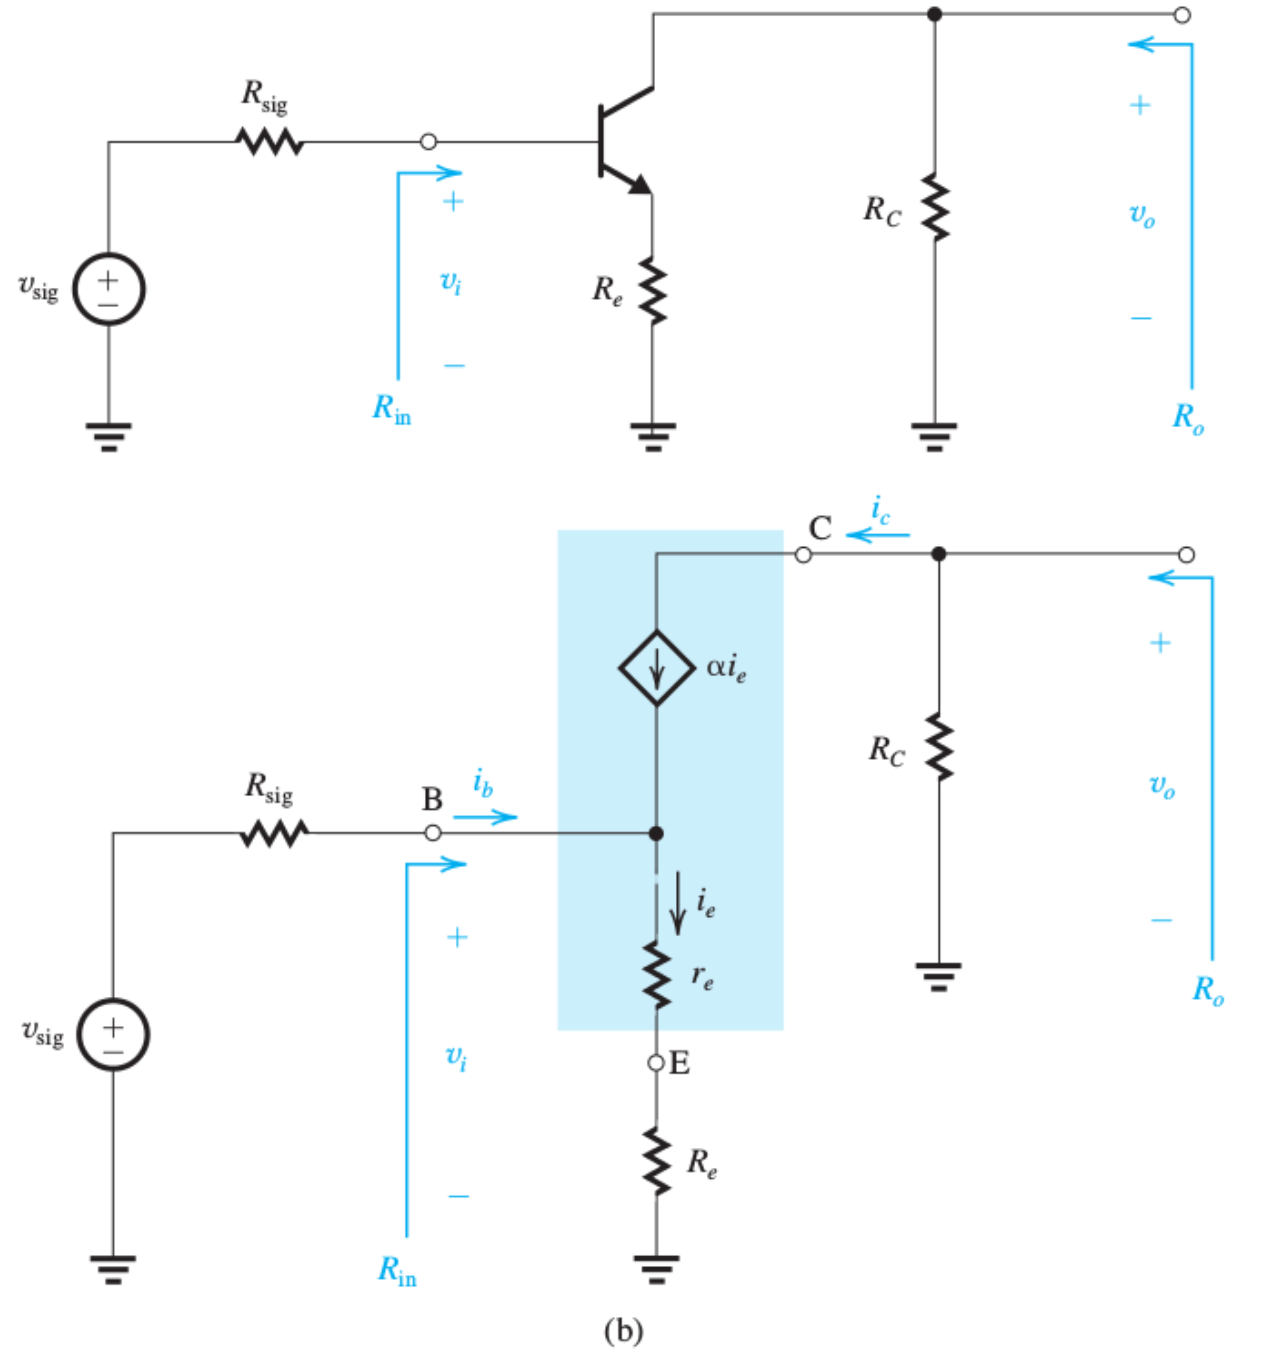 R_sig
+
v_sig
+
−
R_C
v_o
+
v_i
R_e
−
−
R_in
R_o
i_c
C
+
αi_e
R_C
R_sig
B
i_b
v_o
i_e
+
−
r_e
R_o
v_sig
+
−
v_i
E
R_e
−
R_in
(b)